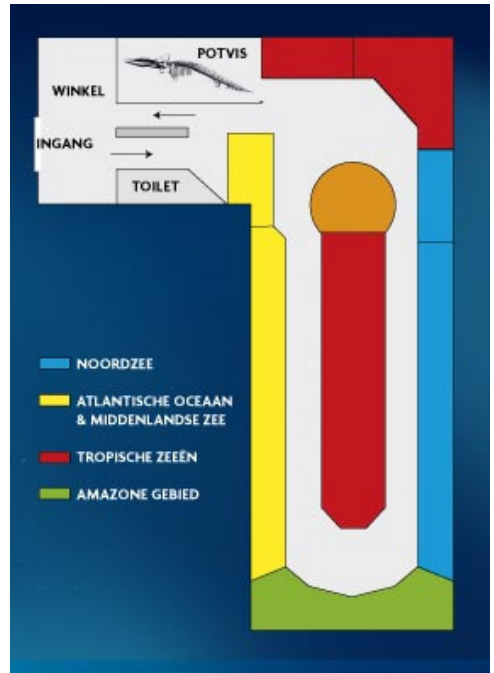 POTVIS
WINKEL
INGANG
TOILET
NOORDZEE
ATLANTISCHE OCEAAN
& MIDDENLANDSE ZEE
TROPISCHE ZEEËN
AMAZONE GEBIED